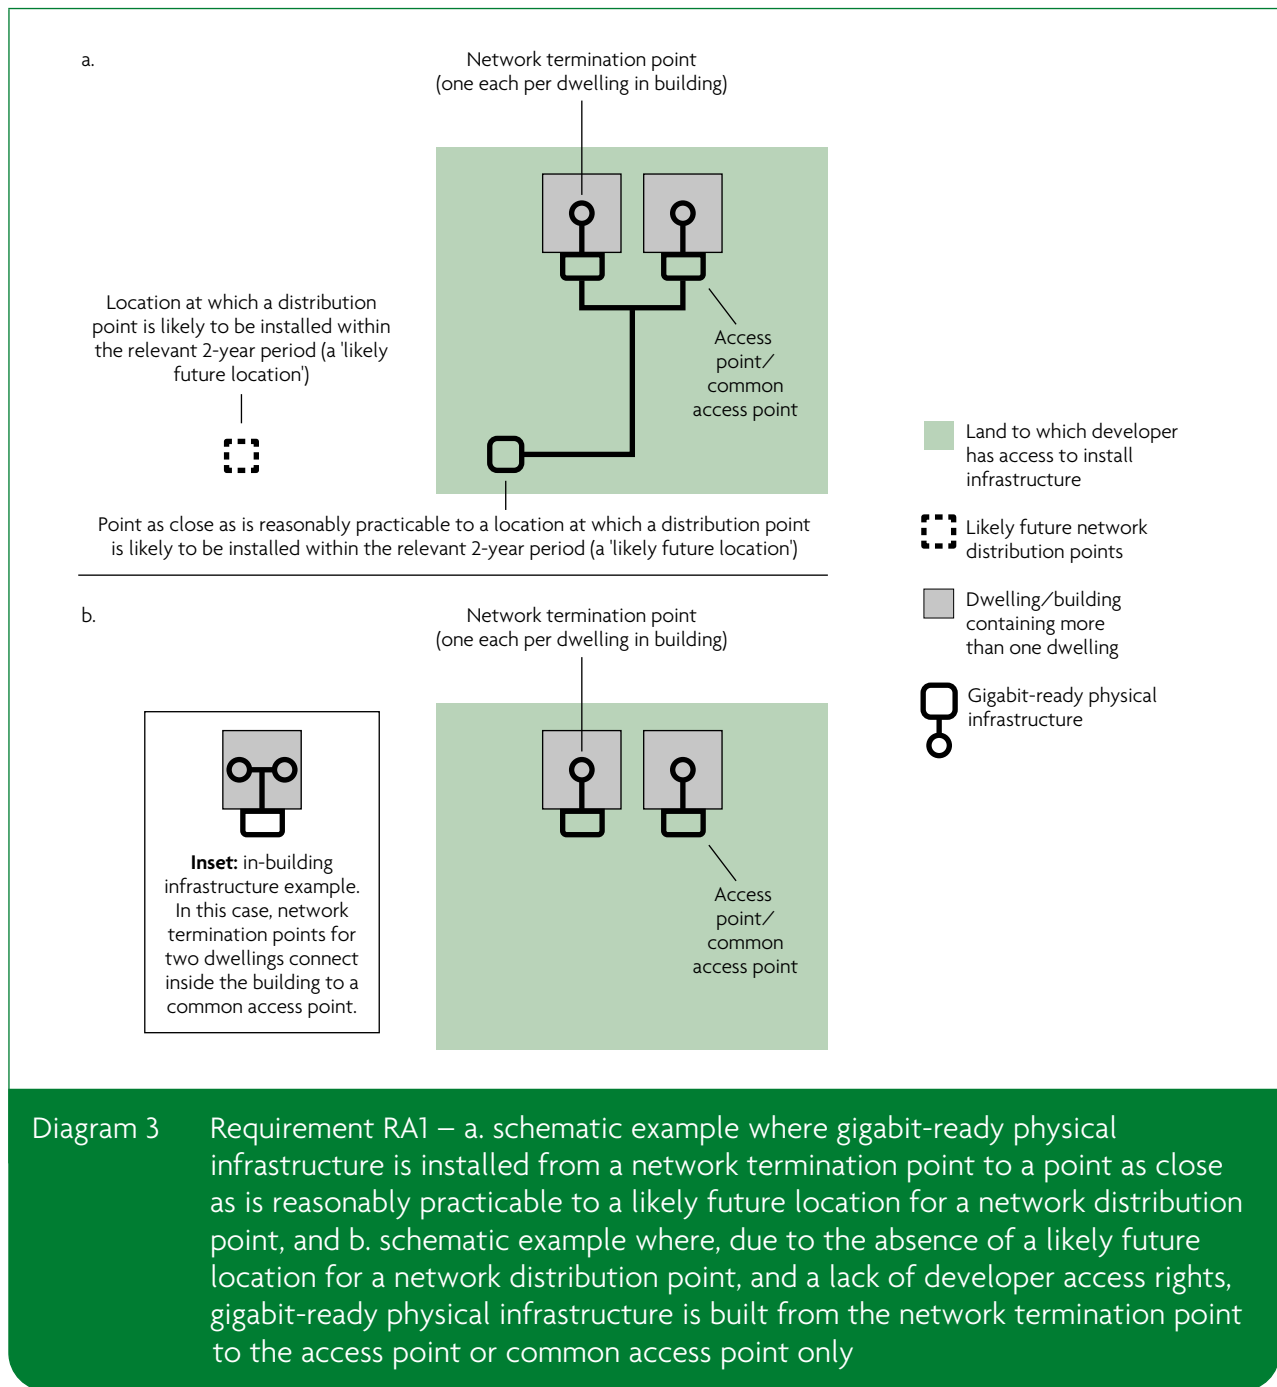 a.
Network termination point
(one each per dwelling in building)
Location at which a distribution
point is likely to be installed within
the relevant 2-year period (a 'likely
future location')
Access
point/
common
access point
Point as close as is reasonably practicable to a location at which a distribution point
is likely to be installed within the relevant 2-year period (a 'likely future location')
Land to which developer
has access to install
infrastructure
Likely future network
distribution points
Dwelling/building
containing more
than one dwelling
Gigabit-ready physical
infrastructure
b.
Network termination point
(one each per dwelling in building)
Inset: in-building
infrastructure example.
In this case, network
termination points for
two dwellings connect
inside the building to a
common access point.
Access
point/
common
access point
Diagram 3 Requirement RA1 – a. schematic example where gigabit-ready physical
infrastructure is installed from a network termination point to a point as close
as is reasonably practicable to a likely future location for a network distribution
point, and b. schematic example where, due to the absence of a likely future
location for a network distribution point, and a lack of developer access rights,
gigabit-ready physical infrastructure is built from the network termination point
to the access point or common access point only